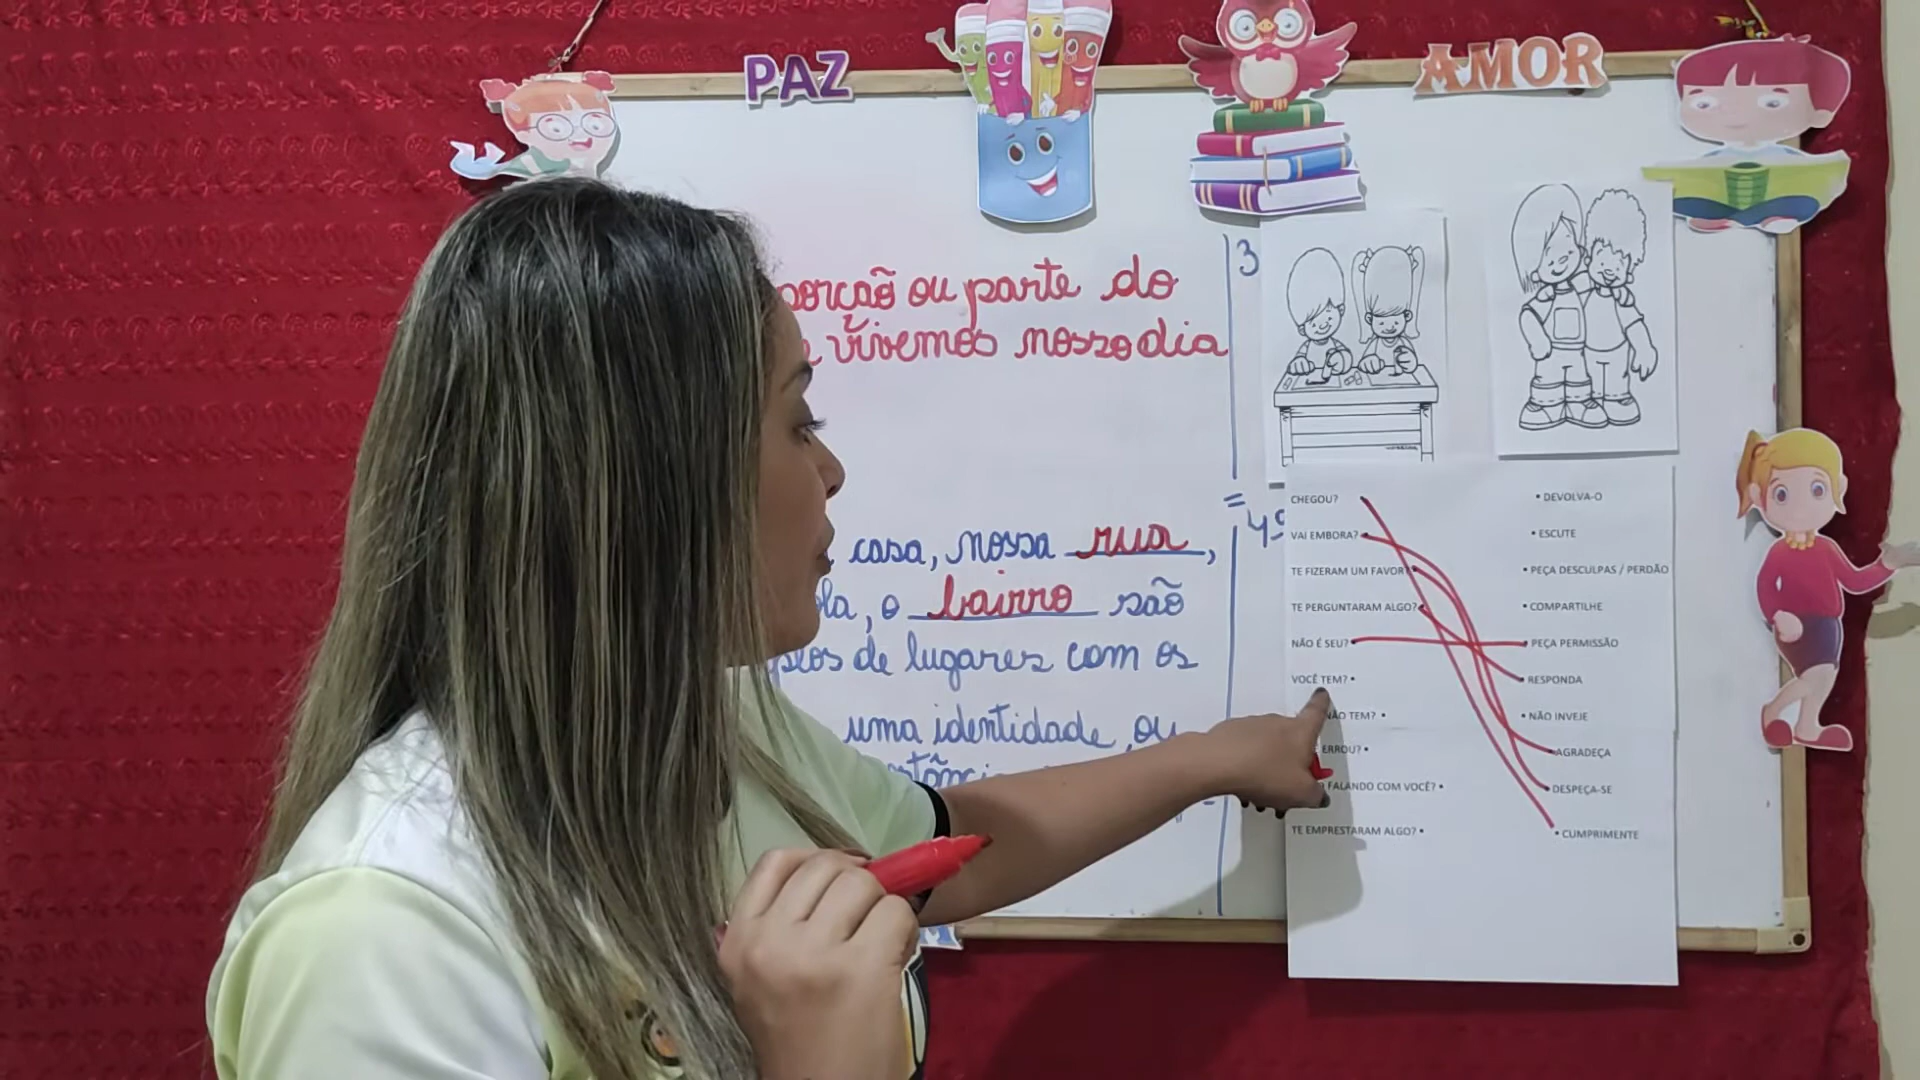 PAZ
AMOR
porção ou parte do
vivemos nosso dia
casa, nossa rua,
o bairro são
de lugares com os
uma identidade, ou
3
4º
CHEGOU? •
VAI EMBORA? •
TE FIZERAM UM FAVOR? •
TE PERGUNTARAM ALGO? •
NÃO É SEU? •
VOCÊ TEM? •
NÃO TEM? •
ERROU? •
FALANDO COM VOCÊ? •
TE EMPRESTARAM ALGO? •
• DEVOLVA-O
• ESCUTE
• PEÇA DESCULPAS / PERDÃO
• COMPARTILHE
• PEÇA PERMISSÃO
• RESPONDA
• NÃO INVEJE
• AGRADEÇA
• DESPEÇA-SE
• CUMPRIMENTE